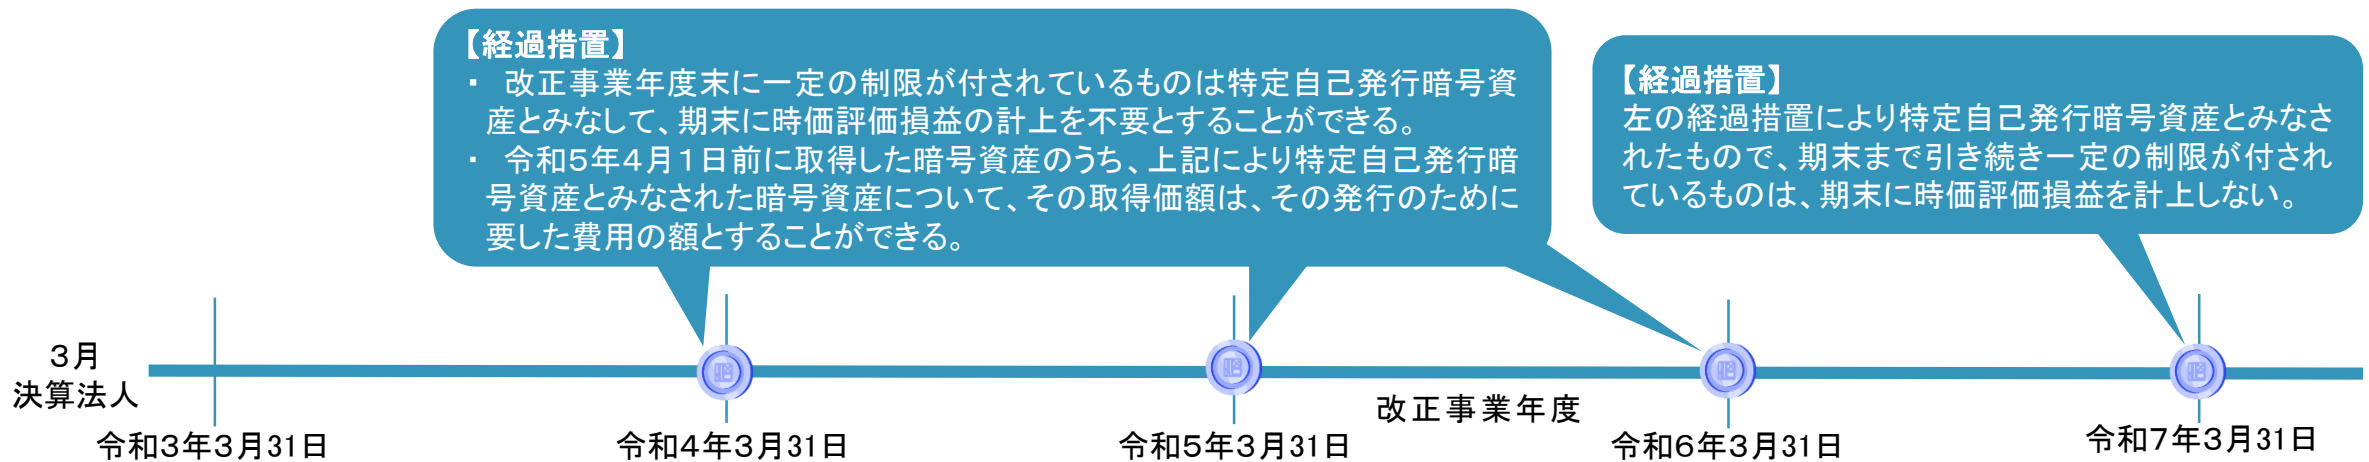 【経過措置】
・ 改正事業年度末に一定の制限が付されているものは特定自己発行暗号資
産とみなして、期末に時価評価損益の計上を不要とすることができる。
・ 令和５年４月１日前に取得した暗号資産のうち、上記により特定自己発行暗
号資産とみなされた暗号資産について、その取得価額は、その発行のために
要した費用の額とすることができる。
【経過措置】
左の経過措置により特定自己発行暗号資産とみなさ
れたもので、期末まで引き続き一定の制限が付され
ているものは、期末に時価評価損益を計上しない。
３月
決算法人
改正事業年度
令和３年３月31日
令和４年３月31日
令和５年３月31日
令和６年３月31日
令和７年３月31日